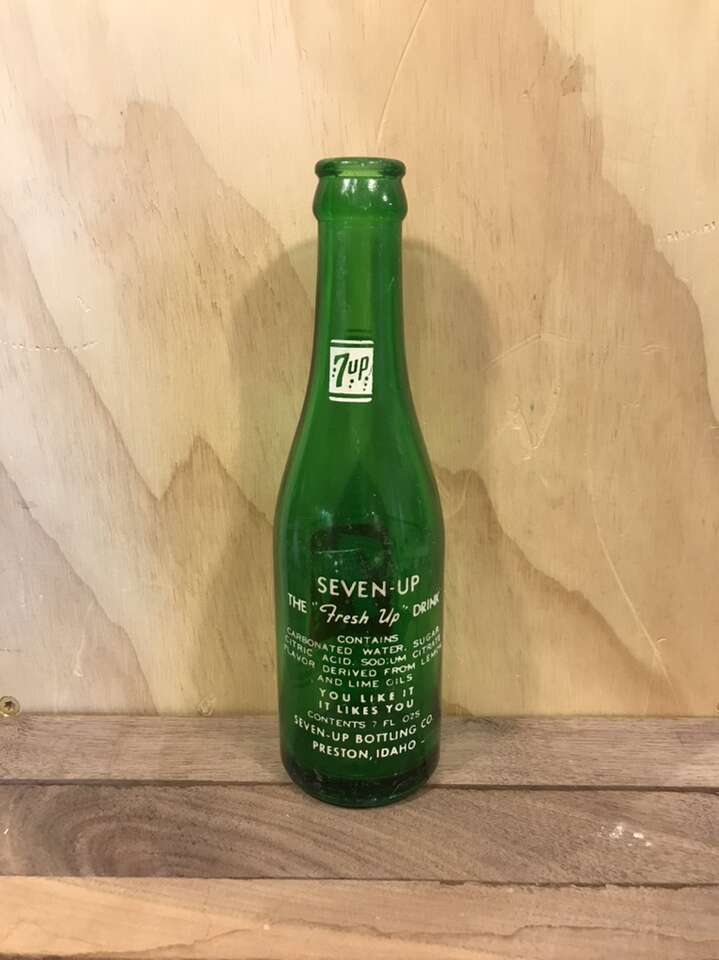 7up
SEVEN-UP
THE "Fresh Up" DRINK
CONTAINS
CARBONATED WATER, SUGAR,
CITRIC ACID, SODIUM CITRATE,
FLAVOR DERIVED FROM LEMON
AND LIME OILS
YOU LIKE IT
IT LIKES YOU
CONTENTS 7 FL OZS
SEVEN-UP BOTTLING CO.
PRESTON, IDAHO